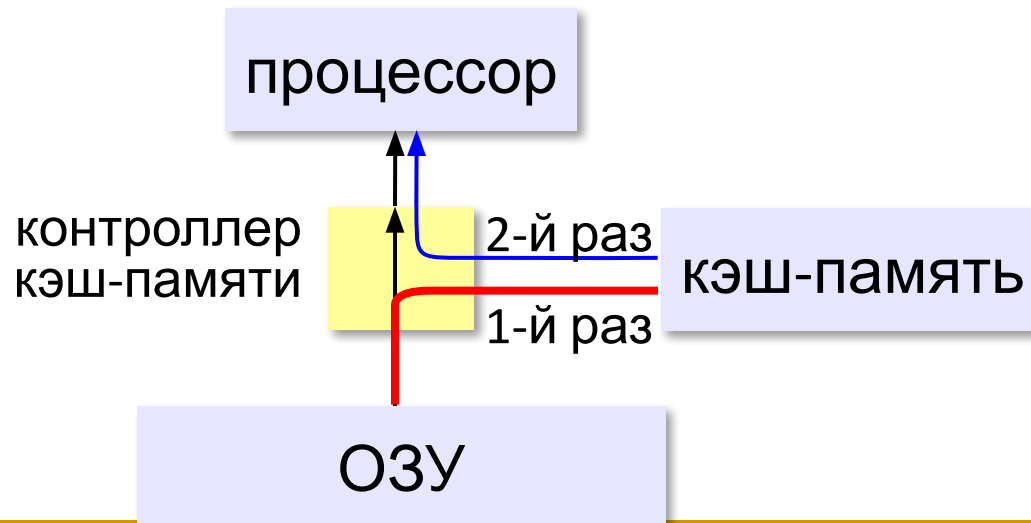 процессор
контроллер
кэш-памяти
2-й раз
кэш-память
1-й раз
ОЗУ